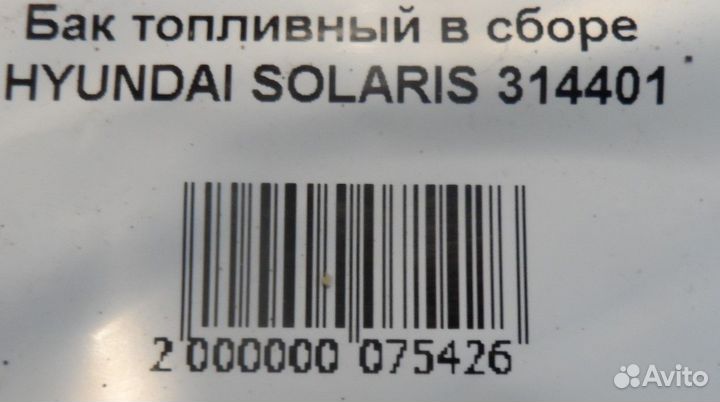 Бак топливный в сборе
HYUNDAI SOLARIS 314401
2 000000 075426
Avito